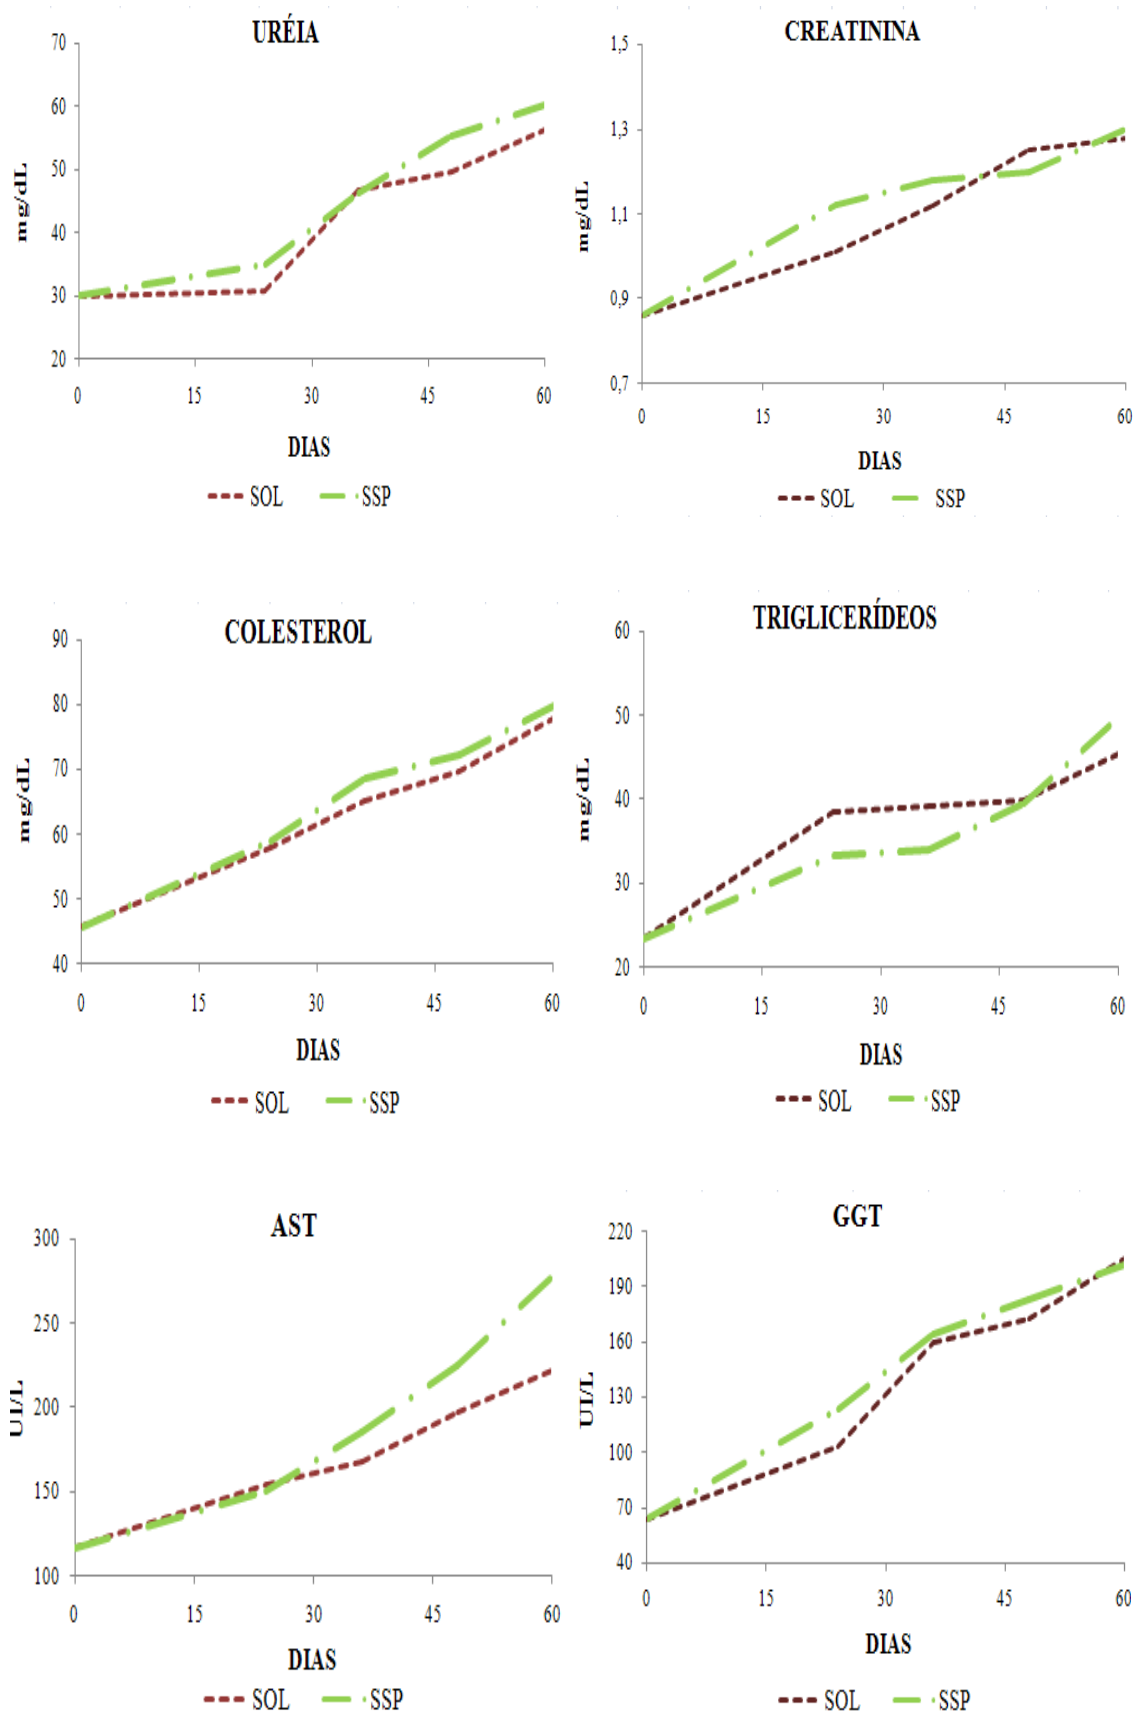 URÉIA
mg/dL
70
60
50
40
30
20
0 15 30 45 60
DIAS
SOL SSP
CREATININA
mg/dL
1,5
1,3
1,1
0,9
0,7
0 15 30 45 60
DIAS
SOL SSP
COLESTEROL
mg/dL
90
80
70
60
50
40
0 15 30 45 60
DIAS
SOL SSP
TRIGLICERÍDEOS
mg/dL
60
50
40
30
20
0 15 30 45 60
DIAS
SOL SSP
AST
UI/L
300
250
200
150
100
0 15 30 45 60
DIAS
SOL SSP
GGT
UI/L
220
190
160
130
100
70
40
0 15 30 45 60
DIAS
SOL SSP